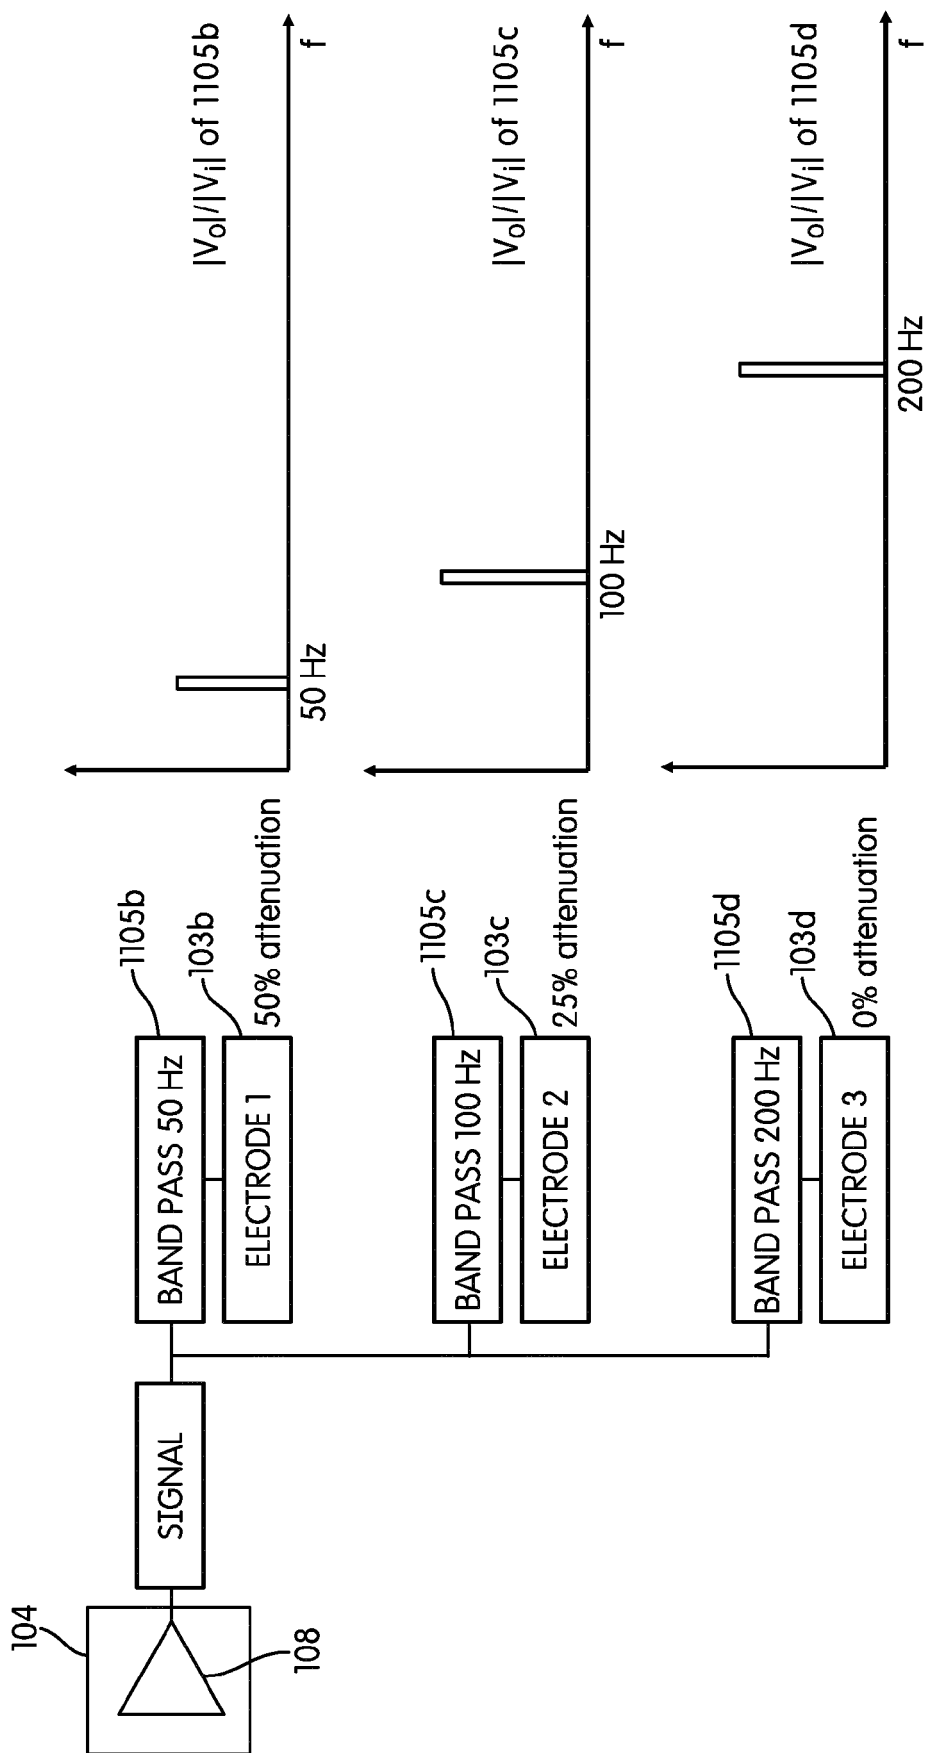 104
108
SIGNAL
BAND PASS 50 Hz
1105b
ELECTRODE 1
103b
50% attenuation
|Vo|/|Vi| of 1105b
50 Hz
f
BAND PASS 100 Hz
1105c
ELECTRODE 2
103c
25% attenuation
|Vo|/|Vi| of 1105c
100 Hz
f
BAND PASS 200 Hz
1105d
ELECTRODE 3
103d
0% attenuation
|Vo|/|Vi| of 1105d
200 Hz
f